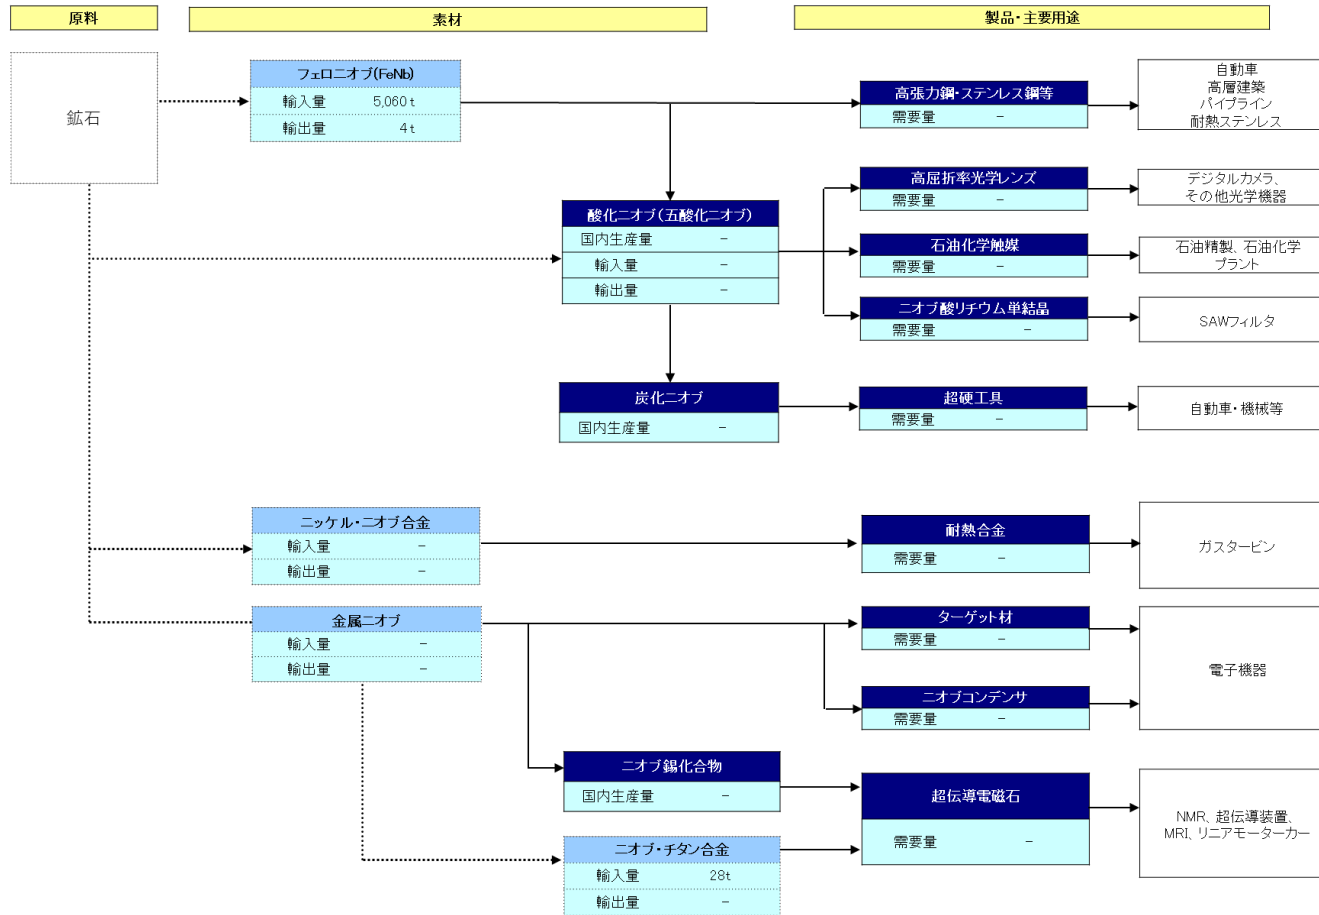 原料
素材
製品・主要用途
鉱石
フェロニオブ(FeNb)
輸入量 5,060 t
輸出量 4 t
高張力鋼・ステンレス鋼等
需要量 －
自動車
高層建築
パイプライン
耐熱ステンレス
酸化ニオブ(五酸化ニオブ)
国内生産量 －
輸入量 －
輸出量 －
高屈折率光学レンズ
需要量 －
デジタルカメラ、
その他光学機器
石油化学触媒
需要量 －
石油精製、石油化学
プラント
ニオブ酸リチウム単結晶
需要量 －
SAWフィルタ
炭化ニオブ
国内生産量 －
超硬工具
需要量 －
自動車・機械等
ニッケル・ニオブ合金
輸入量 －
輸出量 －
耐熱合金
需要量 －
ガスタービン
金属ニオブ
輸入量 －
輸出量 －
ターゲット材
需要量 －
ニオブコンデンサ
需要量 －
電子機器
ニオブ錫化合物
国内生産量 －
超伝導電磁石
需要量 －
NMR、超伝導装置、
MRI、リニアモーターカー
ニオブ・チタン合金
輸入量 28t
輸出量 －